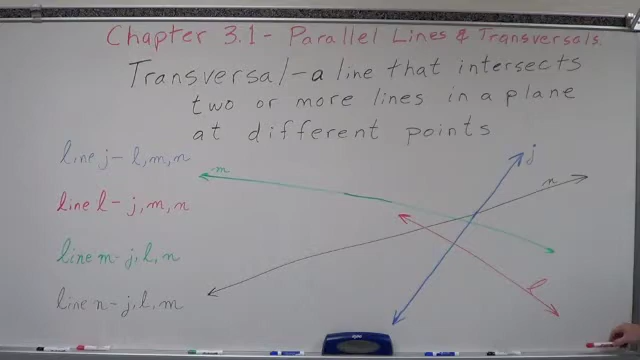 Chapter 3.1 - Parallel Lines & Transversals.
Transversal - a line that intersects
two or more lines in a plane
at different points
line j - l, m, n
line l - j, m, n
line m - j, l, n
line n - j, l, m
m
j
n
l